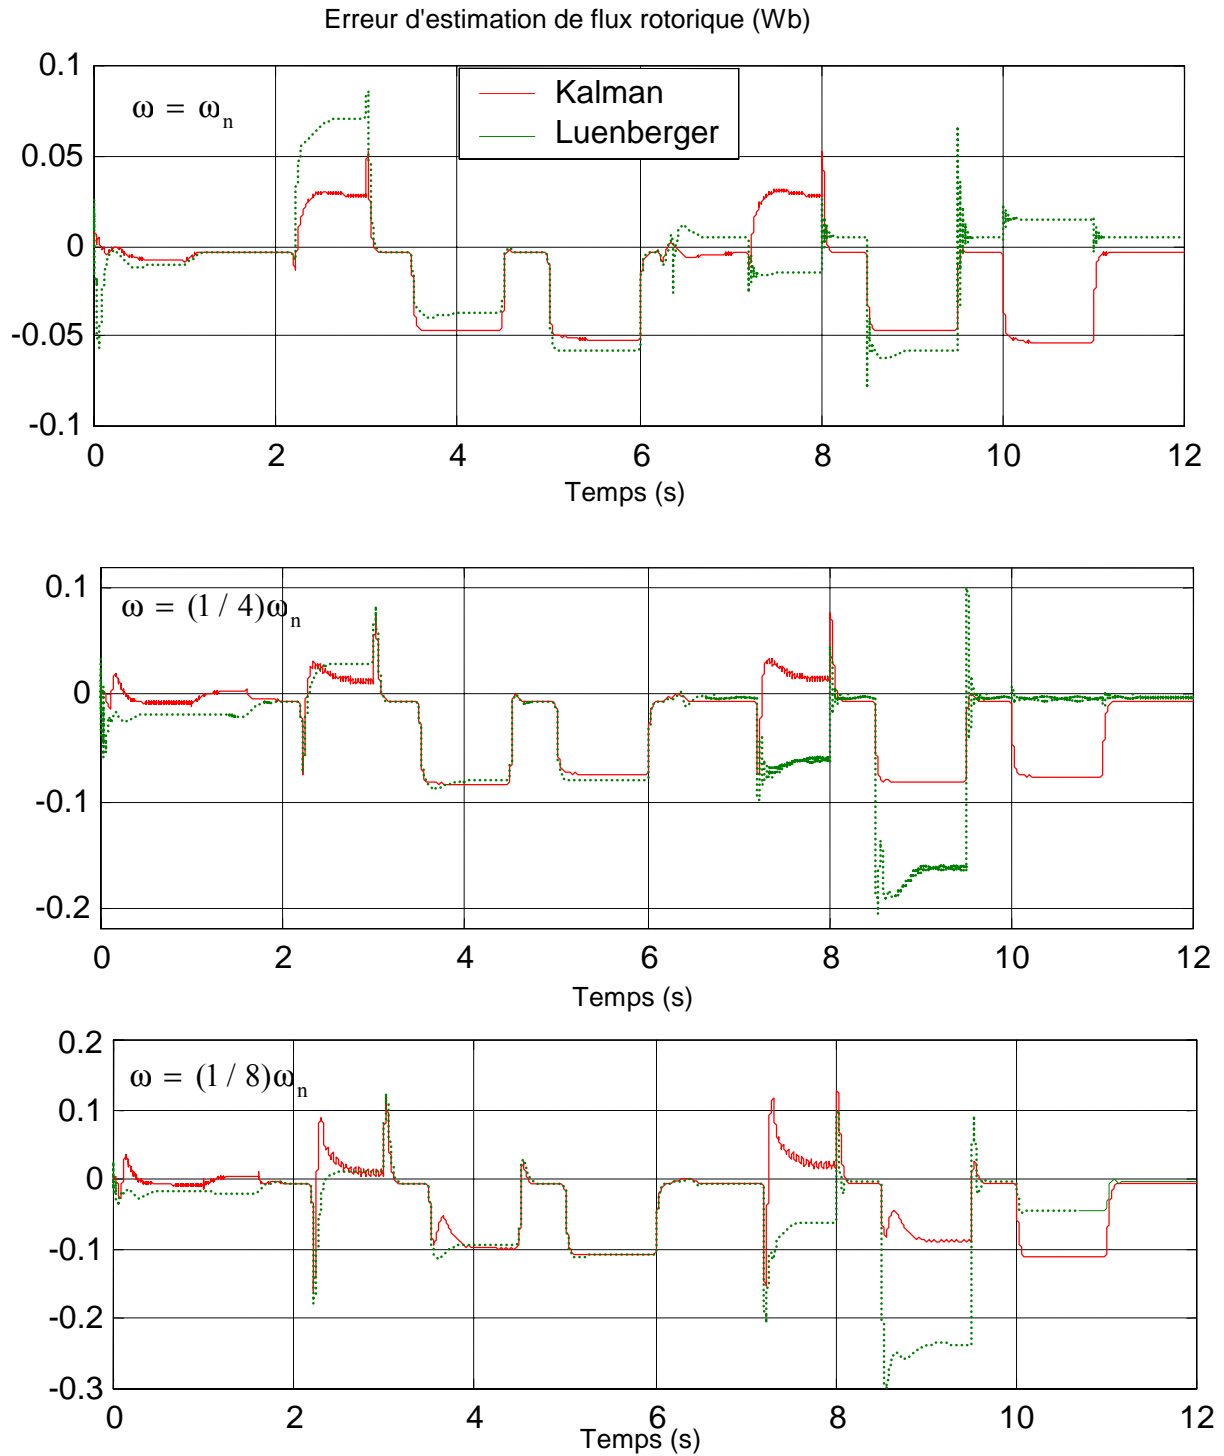 Erreur d'estimation de flux rotorique (Wb)
0.1
0.05
0
-0.05
-0.1
ω = ωn
Kalman
Luenberger
0 2 4 6 8 10 12
Temps (s)
0.1
0
-0.1
-0.2
ω = (1 / 4)ωn
0 2 4 6 8 10 12
Temps (s)
0.2
0.1
0
-0.1
-0.2
-0.3
ω = (1 / 8)ωn
0 2 4 6 8 10 12
Temps (s)